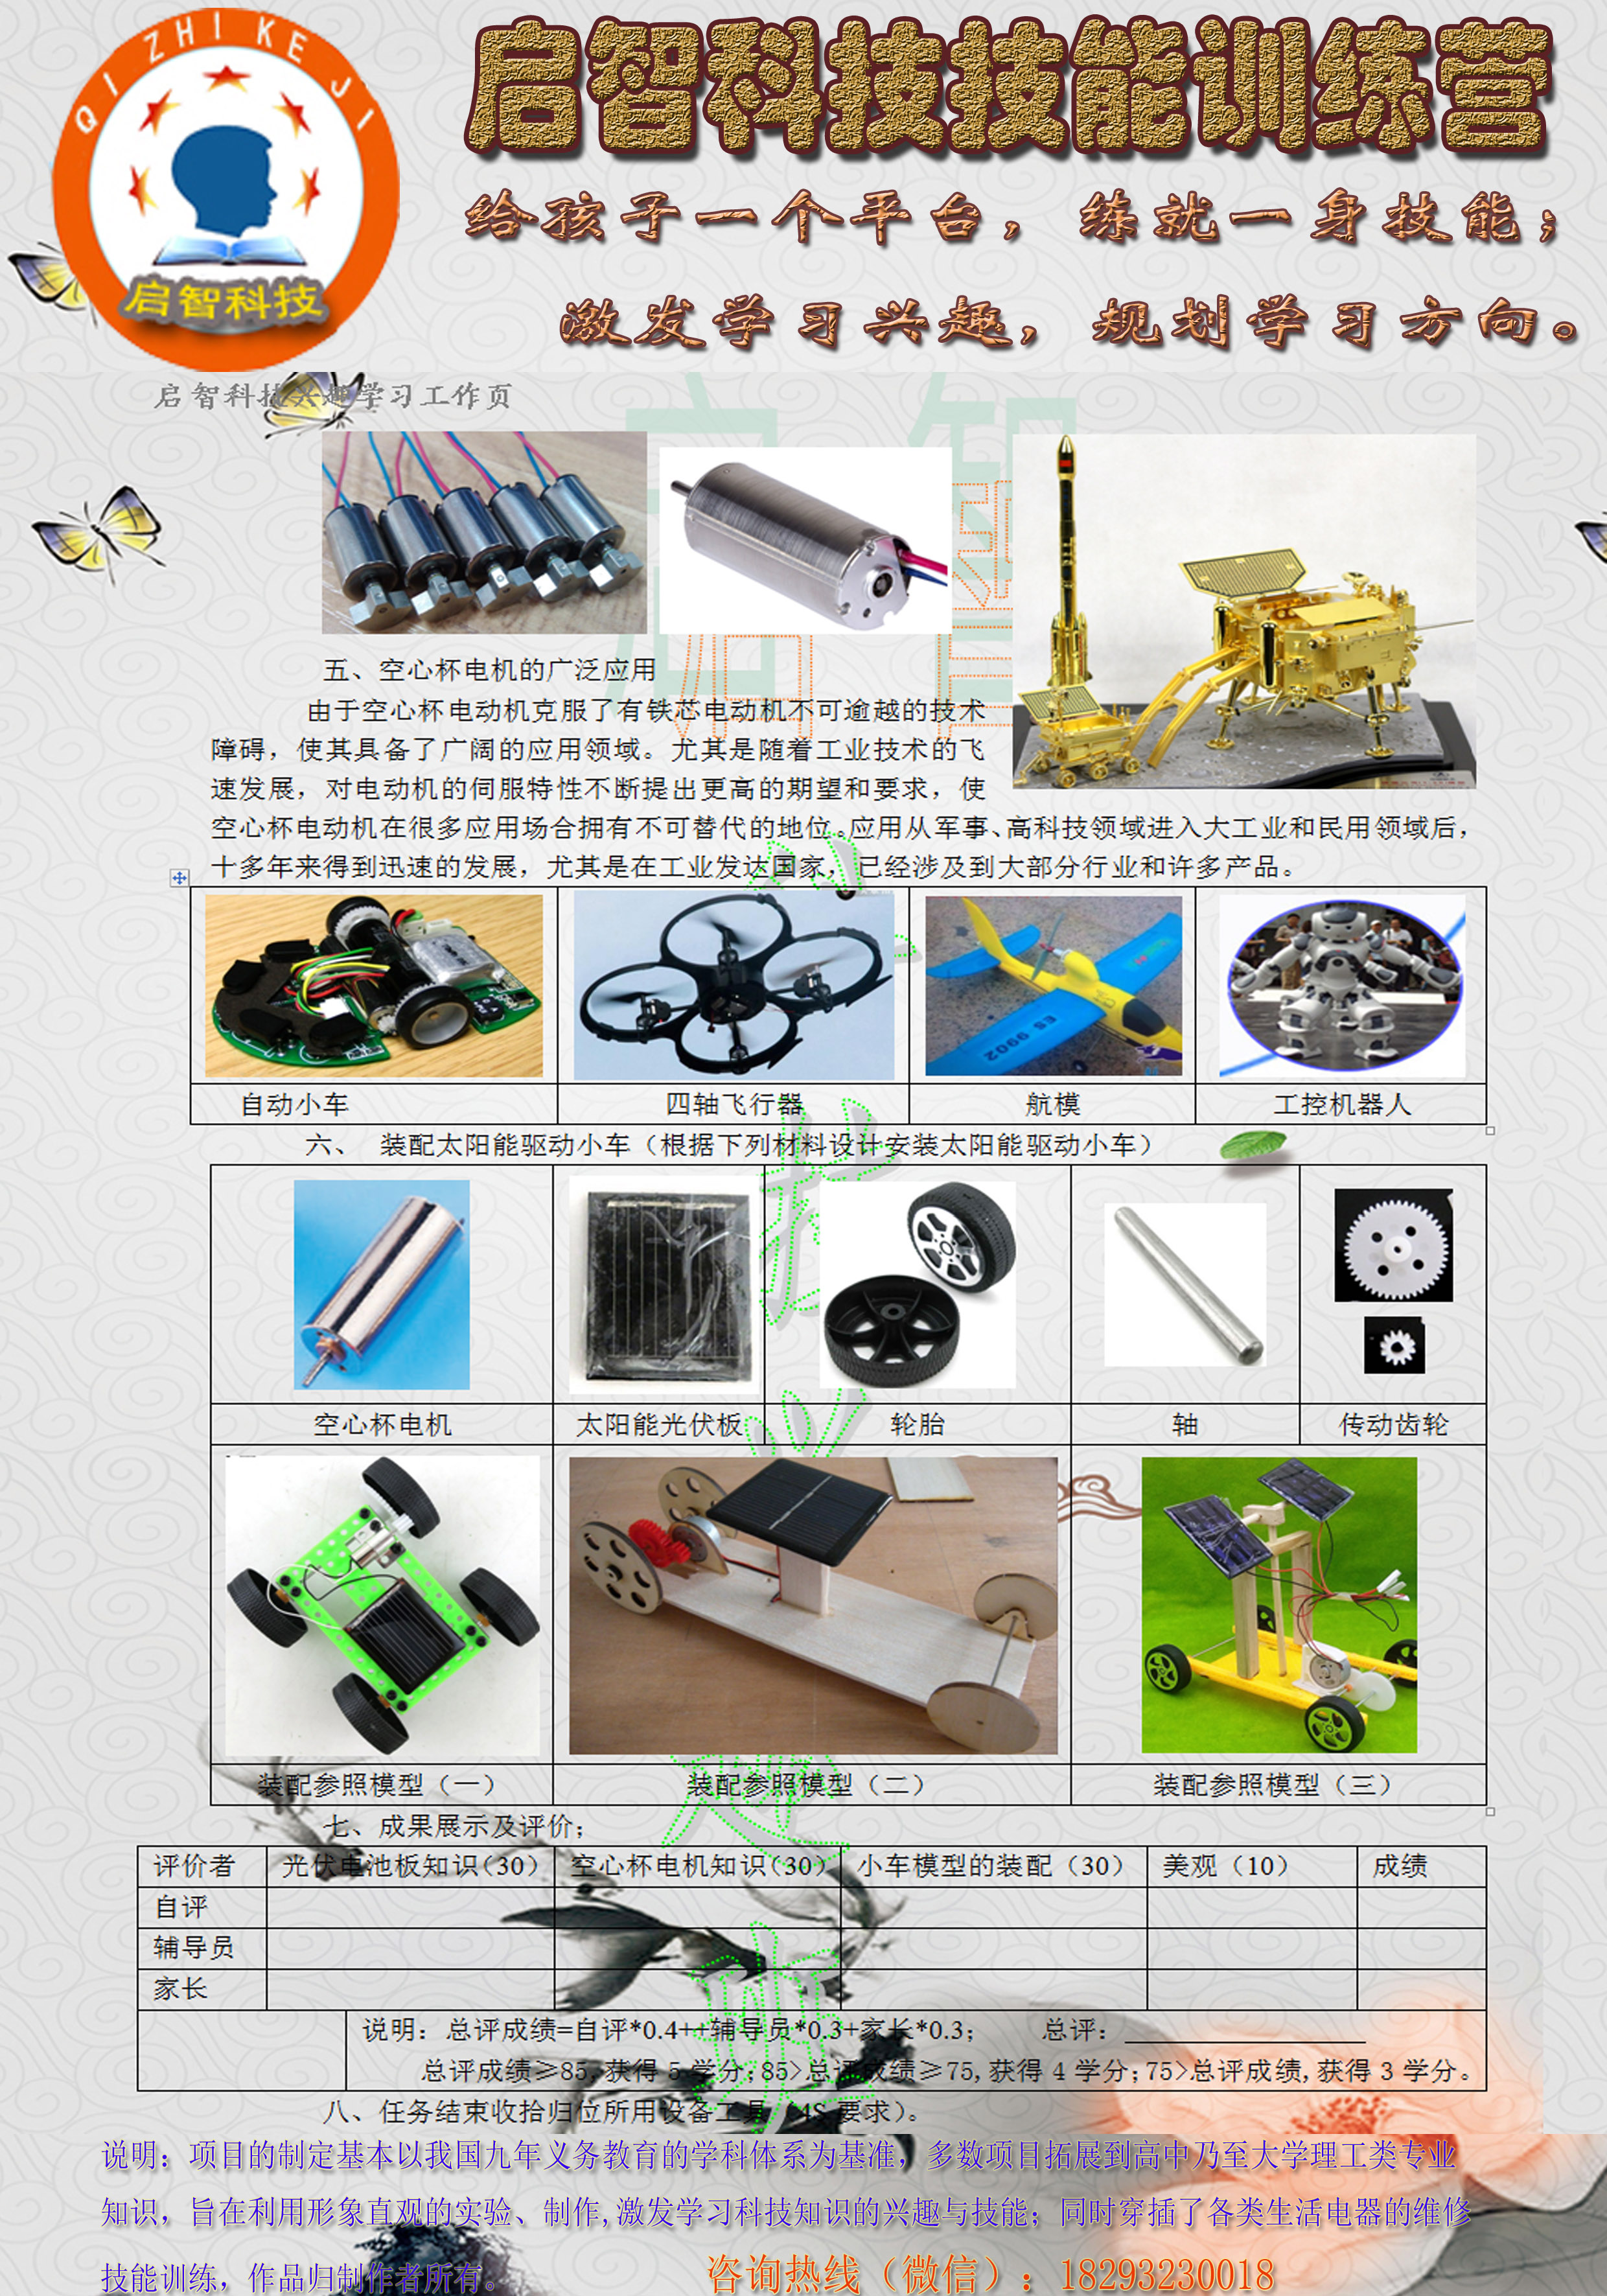 QI ZHI KE JI
启智科技
启智科技技能训练营
给孩子一个平台，练就一身技能；
激发学习兴趣，规划学习方向。
启智科技兴趣学习工作页
启智
启智
五、空心杯电机的广泛应用
由于空心杯电动机克服了有铁芯电动机不可逾越的技术
障碍，使其具备了广阔的应用领域。尤其是随着工业技术的飞
速发展，对电动机的伺服特性不断提出更高的期望和要求，使
空心杯电动机在很多应用场合拥有不可替代的地位。应用从军事、高科技领域进入大工业和民用领域后，
十多年来得到迅速的发展，尤其是在工业发达国家，已经涉及到大部分行业和许多产品。
ES 9902
自动小车 四轴飞行器 航模 工控机器人
六、 装配太阳能驱动小车（根据下列材料设计安装太阳能驱动小车）
空心杯电机 太阳能光伏板 轮胎 轴 传动齿轮
装配参照模型（一） 装配参照模型（二） 装配参照模型（三）
七、成果展示及评价；
评价者 光伏电池板知识（30） 空心杯电机知识（30） 小车模型的装配（30） 美观（10） 成绩
自评
辅导员
家长
说明：总评成绩=自评*0.4++辅导员*0.3+家长*0.3； 总评：
总评成绩≥85,获得 5 学分；85>总评成绩≥75,获得 4 学分；75>总评成绩,获得 3 学分。
八、任务结束收拾归位所用设备工具（4S 要求）。
说明：项目的制定基本以我国九年义务教育的学科体系为基准，多数项目拓展到高中乃至大学理工类专业
知识，旨在利用形象直观的实验、制作,激发学习科技知识的兴趣与技能；同时穿插了各类生活电器的维修
技能训练，作品归制作者所有。
咨询热线（微信）：18293230018